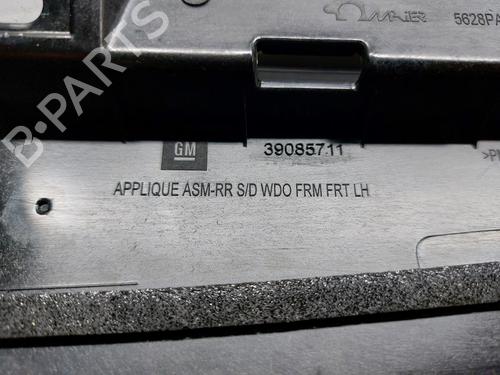 MAIER
5628PA
GM
39085711
APPLIQUE ASM-RR S/D WDO FRM FRT LH
B-PARTS